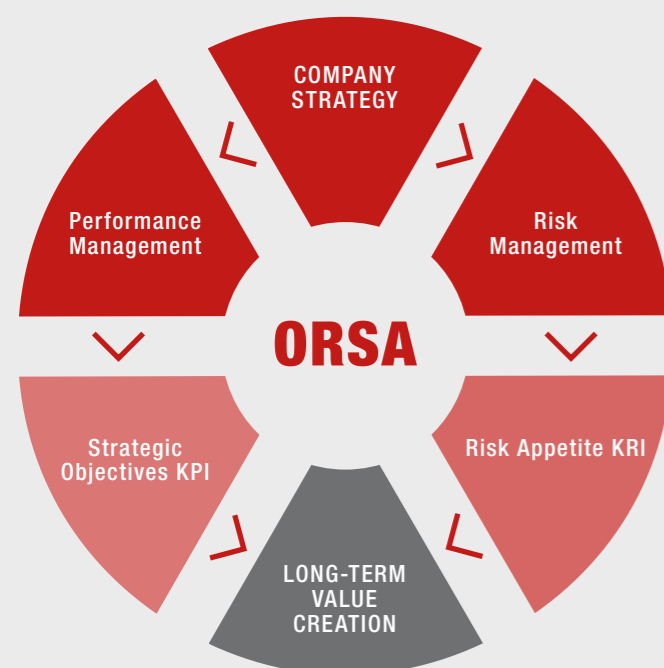 COMPANY
STRATEGY
Performance
Management
Risk
Management
ORSA
Strategic
Objectives KPI
Risk Appetite KRI
LONG-TERM
VALUE
CREATION